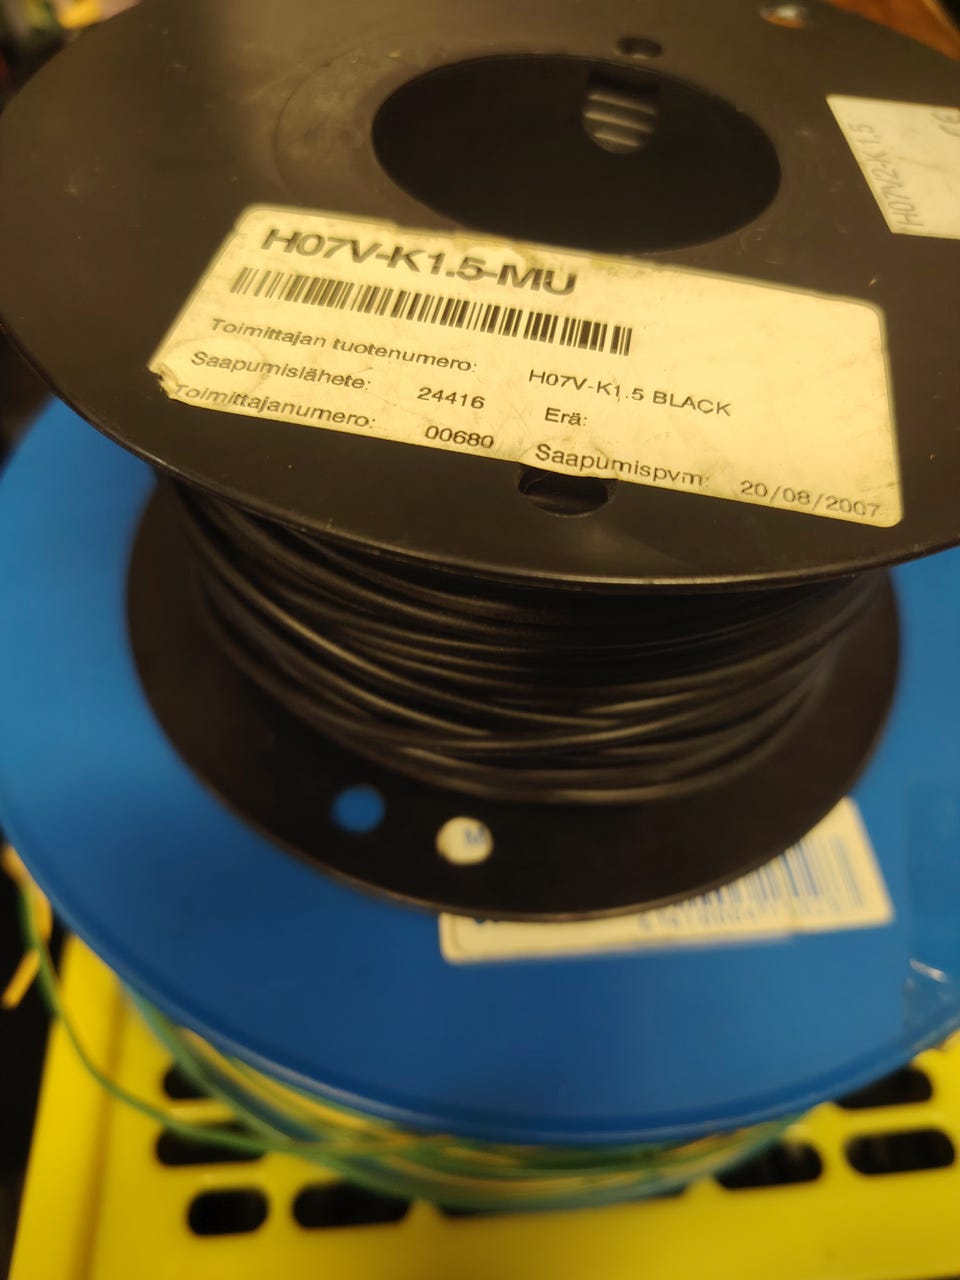 H07V-K1.5-MU
Toimittajan tuotenumero: H07V-K1.5 BLACK
Saapumislähete: 24416 Erä:
Toimittajanumero: 00680 Saapumispvm: 20/08/2007
H07V2-K 1,5
CE